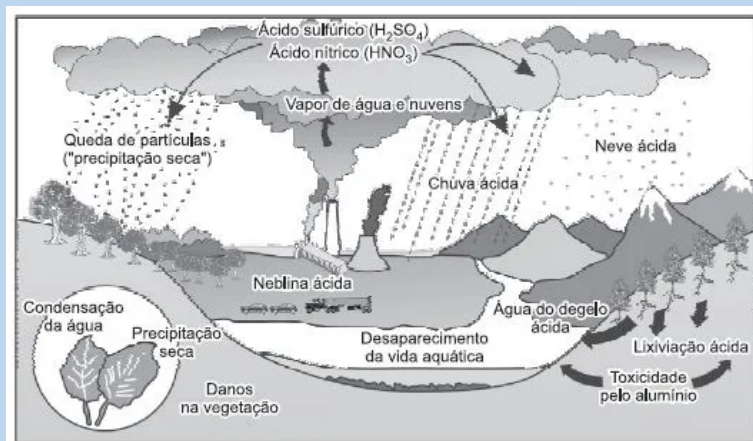 Ácido sulfúrico (H₂SO₄)
Ácido nítrico (HNO₃)
Vapor de água e nuvens
Queda de partículas
("precipitação seca")
Chuva ácida
Neve ácida
Neblina ácida
Condensação
da água
Precipitação
seca
Danos
na vegetação
Desaparecimento
da vida aquática
Água do degelo
ácida
Lixiviação ácida
Toxicidade
pelo alumínio